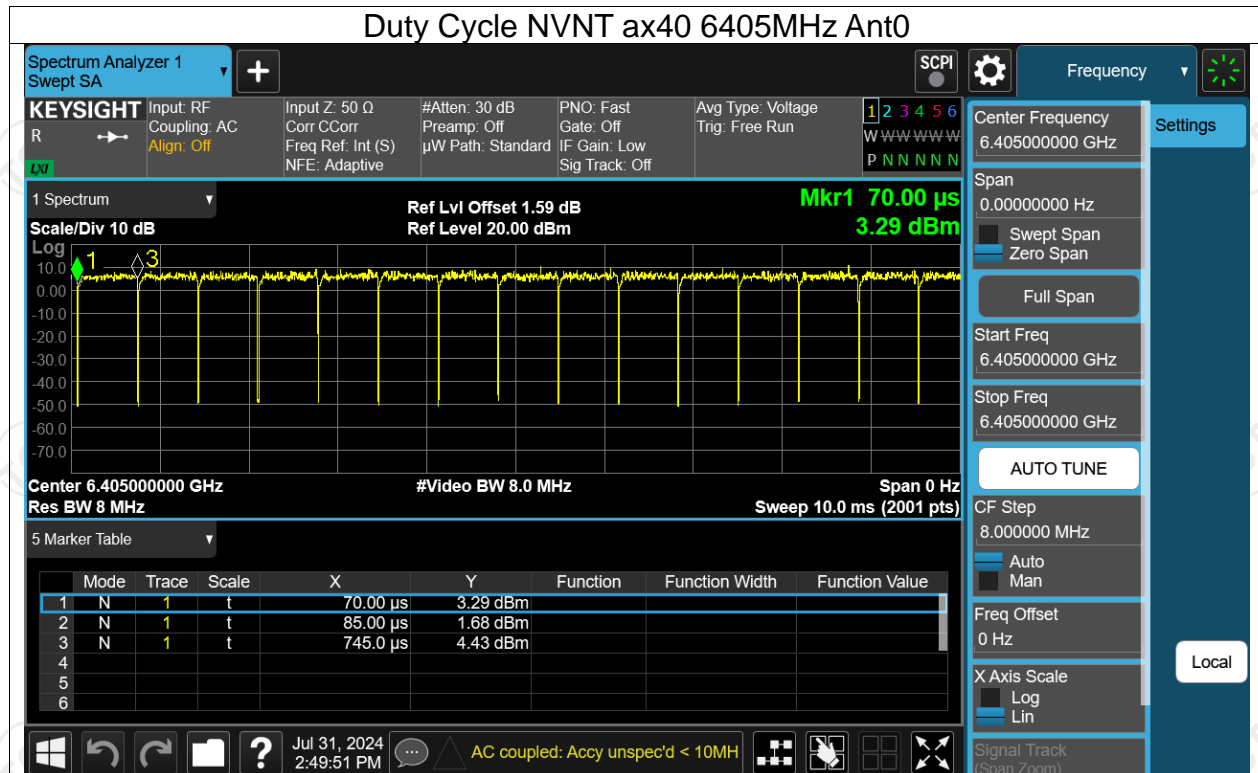 Duty Cycle NVNT ax40 6405MHz Ant0
Spectrum Analyzer 1
Swept SA
+
SCPI
Frequency
KEYSIGHT
R
LXI
Input: RF
Coupling: AC
Align: Off
Input Z: 50 Ω
Corr CCorr
Freq Ref: Int (S)
NFE: Adaptive
#Atten: 30 dB
Preamp: Off
µW Path: Standard
PNO: Fast
Gate: Off
IF Gain: Low
Sig Track: Off
Avg Type: Voltage
Trig: Free Run
1 2 3 4 5 6
W W W W W W
P N N N N N
1 Spectrum
Scale/Div 10 dB
Ref Lvl Offset 1.59 dB
Ref Level 20.00 dBm
Mkr1 70.00 µs
3.29 dBm
Log
1
3
10.0
0.00
-10.0
-20.0
-30.0
-40.0
-50.0
-60.0
-70.0
Center 6.405000000 GHz
#Video BW 8.0 MHz
Span 0 Hz
Res BW 8 MHz
Sweep 10.0 ms (2001 pts)
5 Marker Table
Mode Trace Scale X Y Function Function Width Function Value
1 N 1 t 70.00 µs 3.29 dBm
2 N 1 t 85.00 µs 1.68 dBm
3 N 1 t 745.0 µs 4.43 dBm
4
5
6
?
Jul 31, 2024
2:49:51 PM
AC coupled: Accy unspec'd < 10MH
Center Frequency
6.405000000 GHz
Span
0.00000000 Hz
Swept Span
Zero Span
Full Span
Start Freq
6.405000000 GHz
Stop Freq
6.405000000 GHz
AUTO TUNE
CF Step
8.000000 MHz
Auto
Man
Freq Offset
0 Hz
X Axis Scale
Log
Lin
Signal Track
(Span Zoom)
Settings
Local